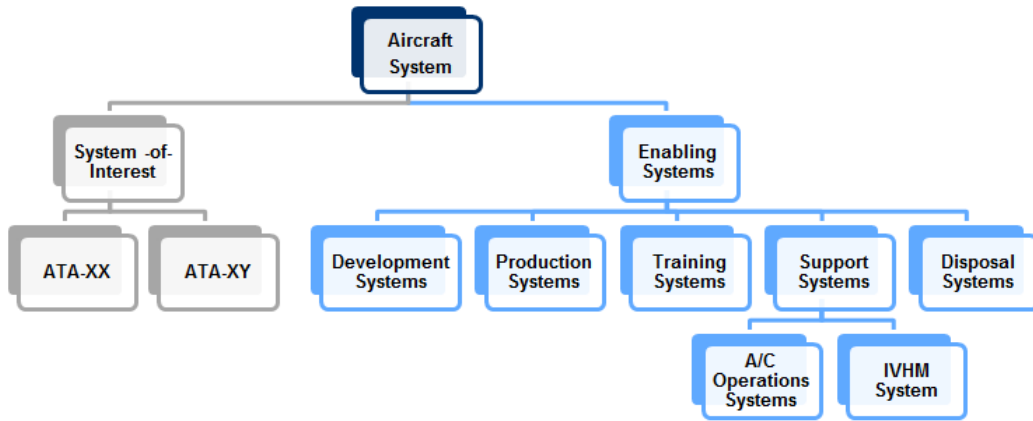 Aircraft
System
System -of-
Interest
Enabling
Systems
ATA-XX
ATA-XY
Development
Systems
Production
Systems
Training
Systems
Support
Systems
Disposal
Systems
A/C
Operations
Systems
IVHM
System